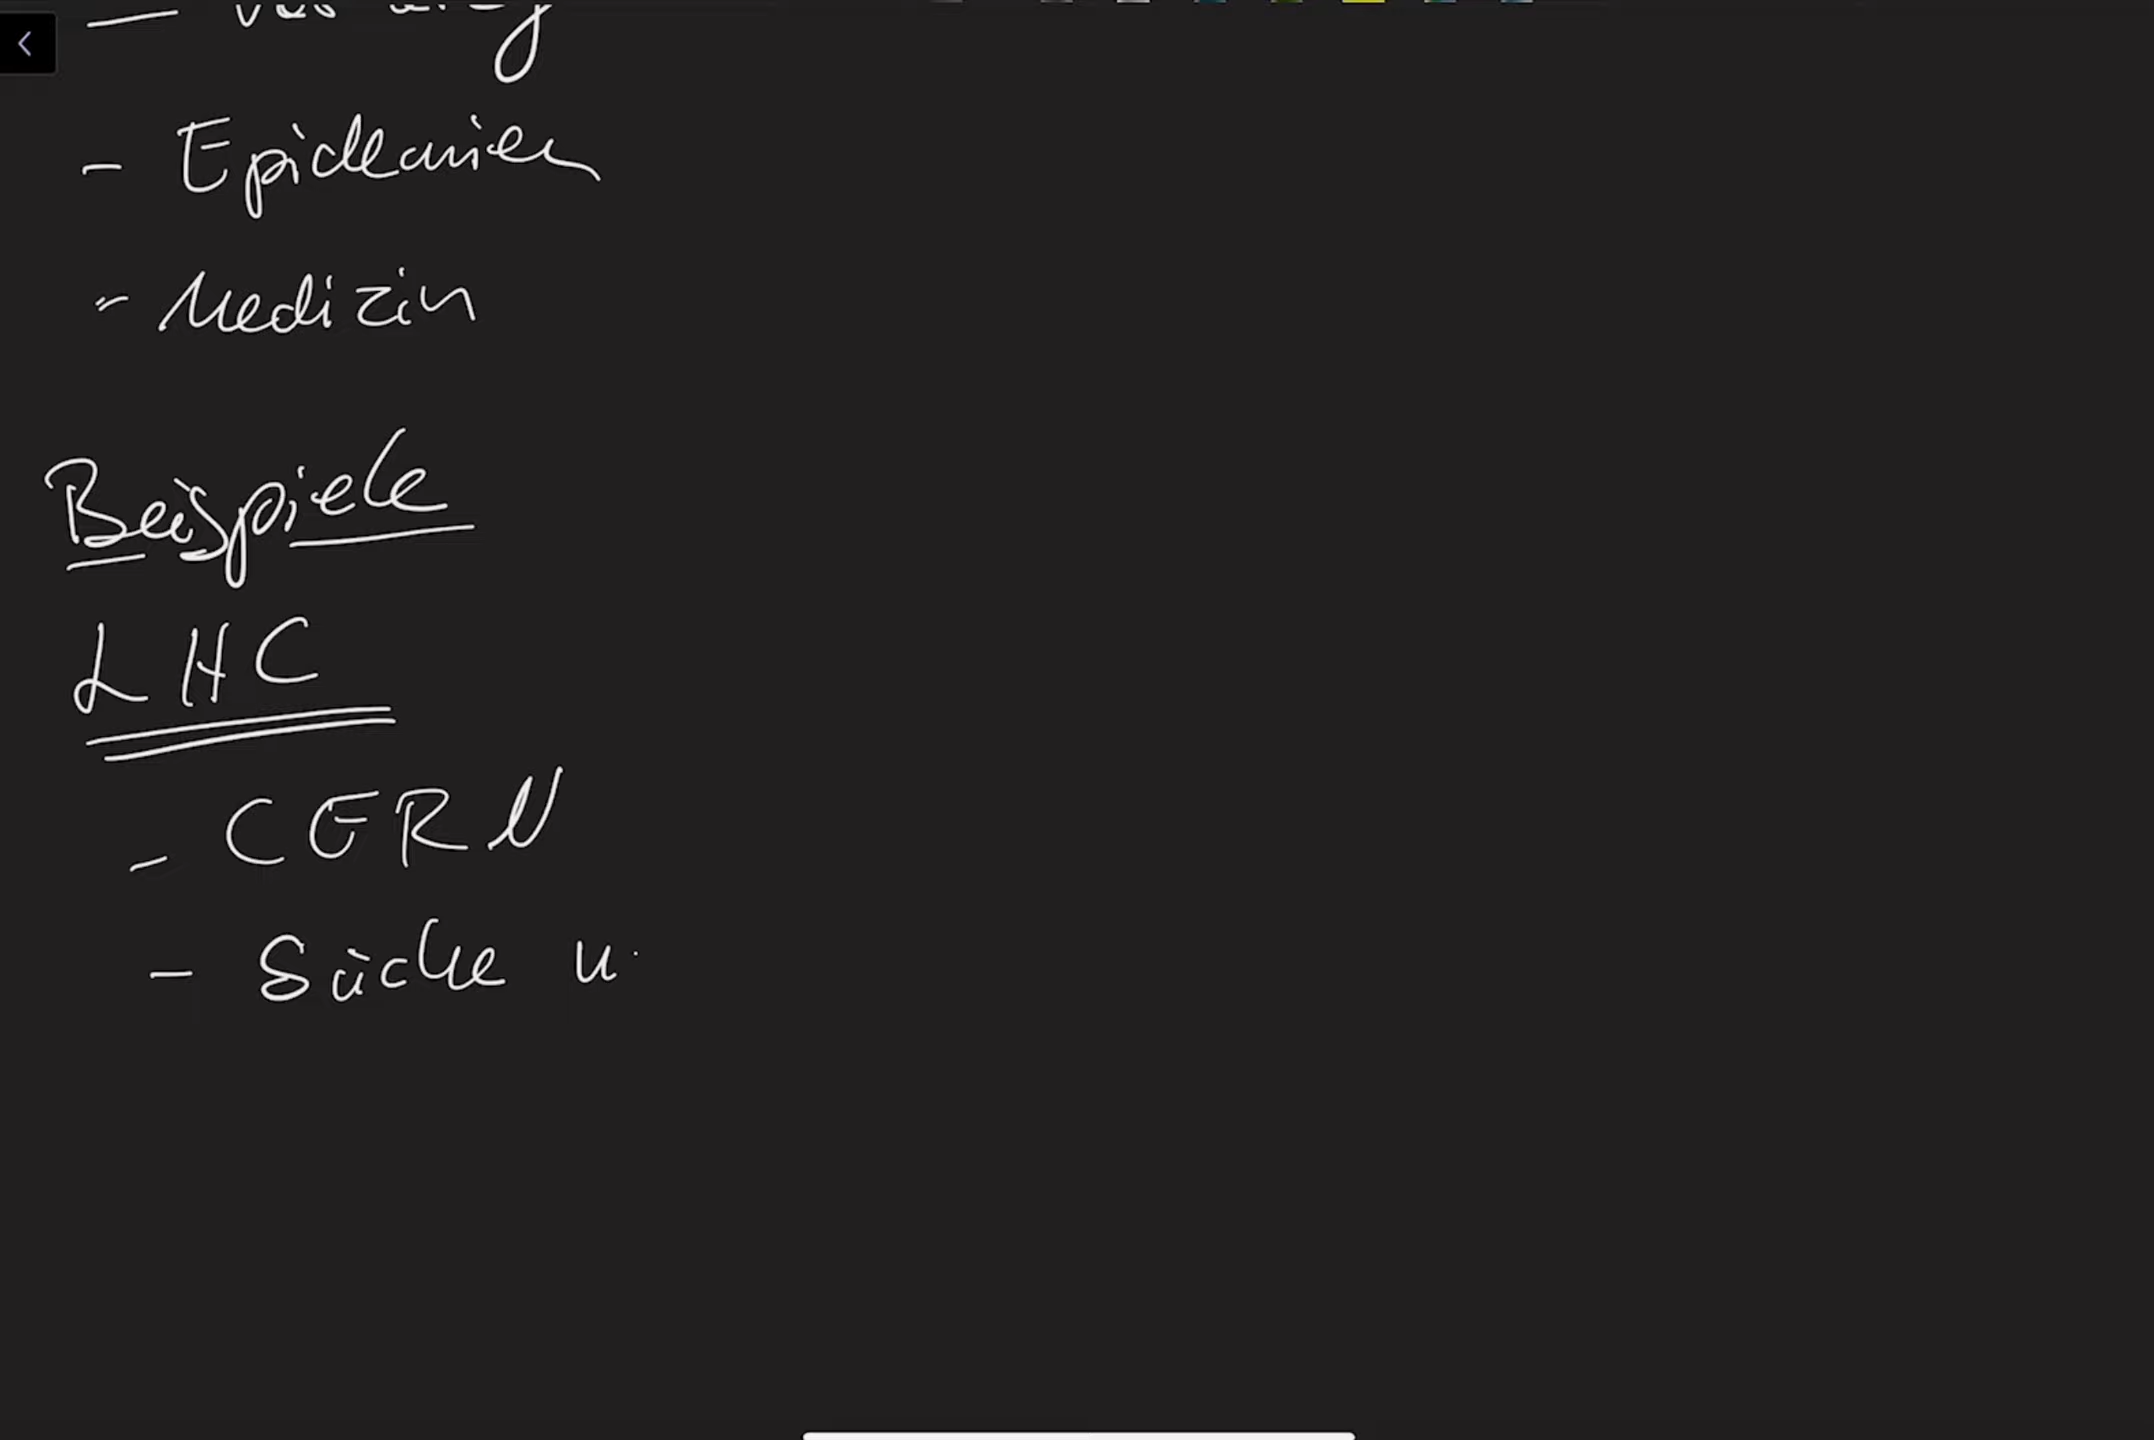 - Epidemien
- Medizin
Beispiele
LHC
- CERN
- Suche n